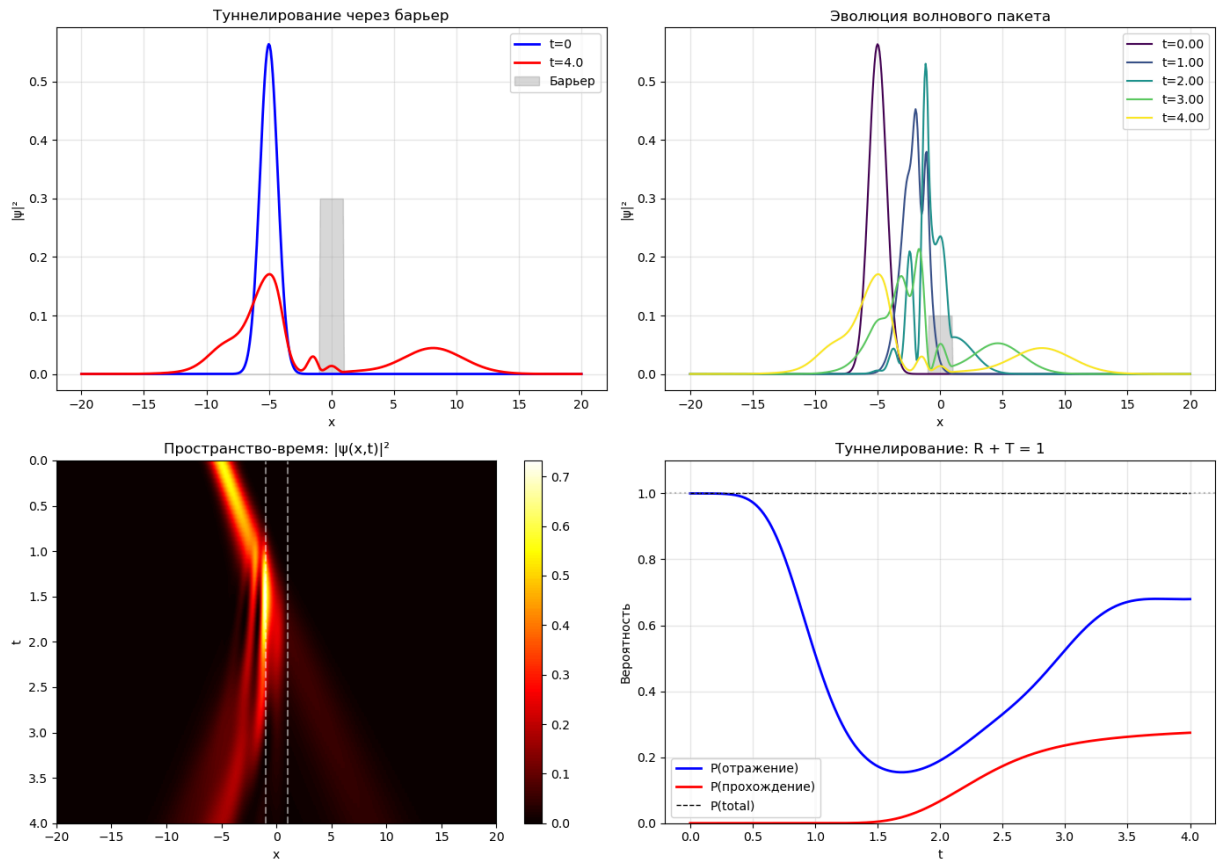 Туннелирование через барьер
t=0
t=4.0
Барьер
|ψ|²
0.5
0.4
0.3
0.2
0.1
0.0
−20 −15 −10 −5 0 5 10 15 20
x
Эволюция волнового пакета
t=0.00
t=1.00
t=2.00
t=3.00
t=4.00
|ψ|²
0.5
0.4
0.3
0.2
0.1
0.0
−20 −15 −10 −5 0 5 10 15 20
x
Пространство-время: |ψ(x,t)|²
t
0.0
0.5
1.0
1.5
2.0
2.5
3.0
3.5
4.0
−20 −15 −10 −5 0 5 10 15 20
x
0.7
0.6
0.5
0.4
0.3
0.2
0.1
0.0
Туннелирование: R + T = 1
Вероятность
1.0
0.8
0.6
0.4
0.2
0.0
P(отражение)
P(прохождение)
P(total)
0.0 0.5 1.0 1.5 2.0 2.5 3.0 3.5 4.0
t